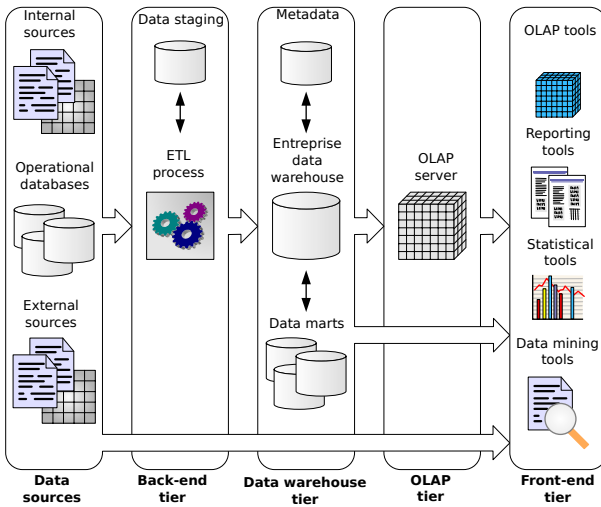 Internal
sources
Operational
databases
External
sources
Data
sources
Data staging
ETL
process
Back-end
tier
Metadata
Entreprise
data
warehouse
Data marts
Data warehouse
tier
OLAP
server
OLAP
tier
OLAP tools
Reporting
tools
Statistical
tools
Data mining
tools
Front-end
tier